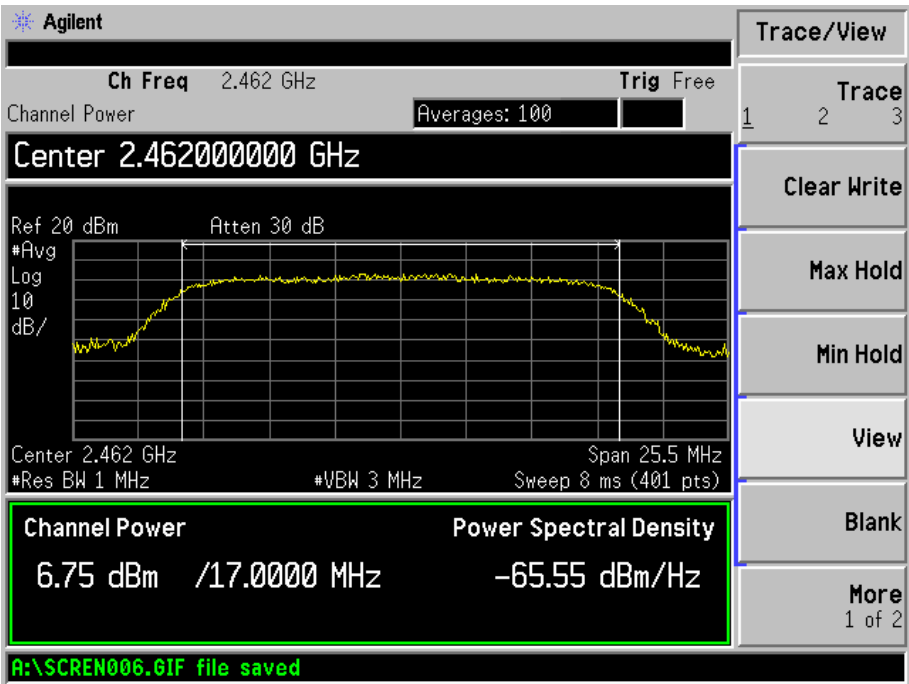 Agilent
Trace/View
Ch Freq 2.462 GHz Trig Free
Channel Power Averages: 100
Trace
1 2 3
Center 2.462000000 GHz
Clear Write
Ref 20 dBm Atten 30 dB
#Avg
Log
10
dB/
Max Hold
Min Hold
View
Center 2.462 GHz Span 25.5 MHz
#Res BW 1 MHz #VBW 3 MHz Sweep 8 ms (401 pts)
Channel Power Power Spectral Density
Blank
6.75 dBm /17.0000 MHz -65.55 dBm/Hz
More
1 of 2
A:\SCREN006.GIF file saved